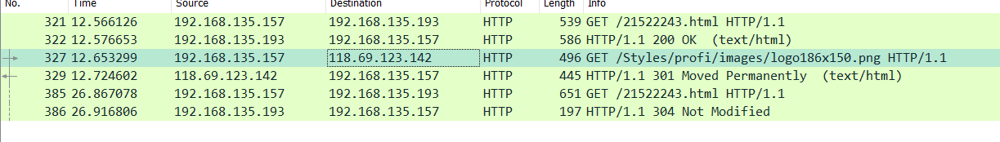 No. Time Source Destination Protocol Length Info
321 12.566126 192.168.135.157 192.168.135.193 HTTP 539 GET /21522243.html HTTP/1.1
322 12.576653 192.168.135.193 192.168.135.157 HTTP 586 HTTP/1.1 200 OK (text/html)
327 12.653299 192.168.135.157 118.69.123.142 HTTP 496 GET /Styles/profi/images/logo186x150.png HTTP/1.1
329 12.724602 118.69.123.142 192.168.135.157 HTTP 445 HTTP/1.1 301 Moved Permanently (text/html)
385 26.867078 192.168.135.157 192.168.135.193 HTTP 651 GET /21522243.html HTTP/1.1
386 26.916806 192.168.135.193 192.168.135.157 HTTP 197 HTTP/1.1 304 Not Modified